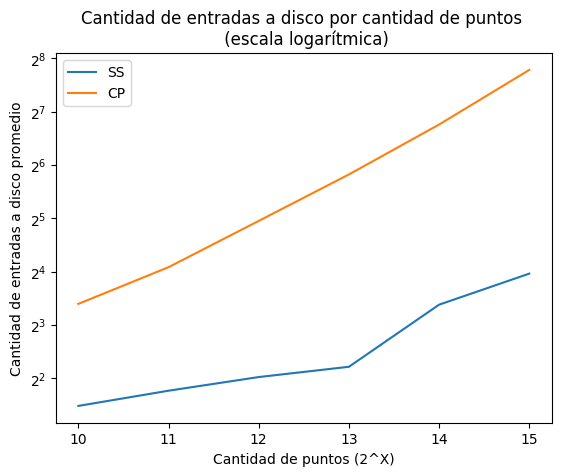 Cantidad de entradas a disco por cantidad de puntos
(escala logarítmica)
SS
CP
Cantidad de entradas a disco promedio
2^8
2^7
2^6
2^5
2^4
2^3
2^2
10 11 12 13 14 15
Cantidad de puntos (2^X)